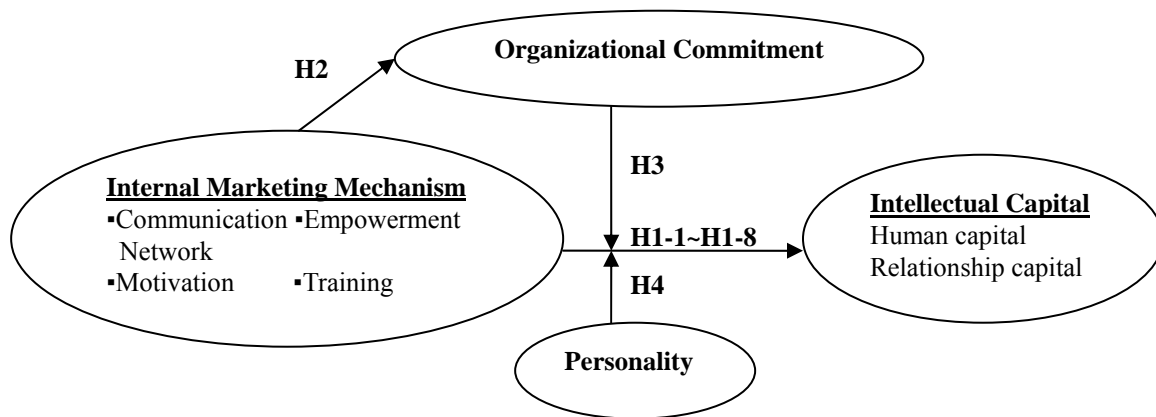 Organizational Commitment
H2
H3
Internal Marketing Mechanism
▪Communication ▪Empowerment
Network
▪Motivation ▪Training
H1-1~H1-8
Intellectual Capital
Human capital
Relationship capital
H4
Personality